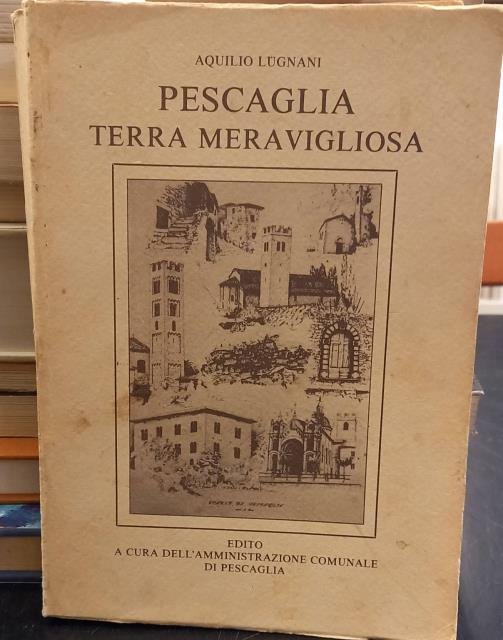 AQUILIO LUGNANI
PESCAGLIA
TERRA MERAVIGLIOSA
EDITO
A CURA DELL'AMMINISTRAZIONE COMUNALE
DI PESCAGLIA